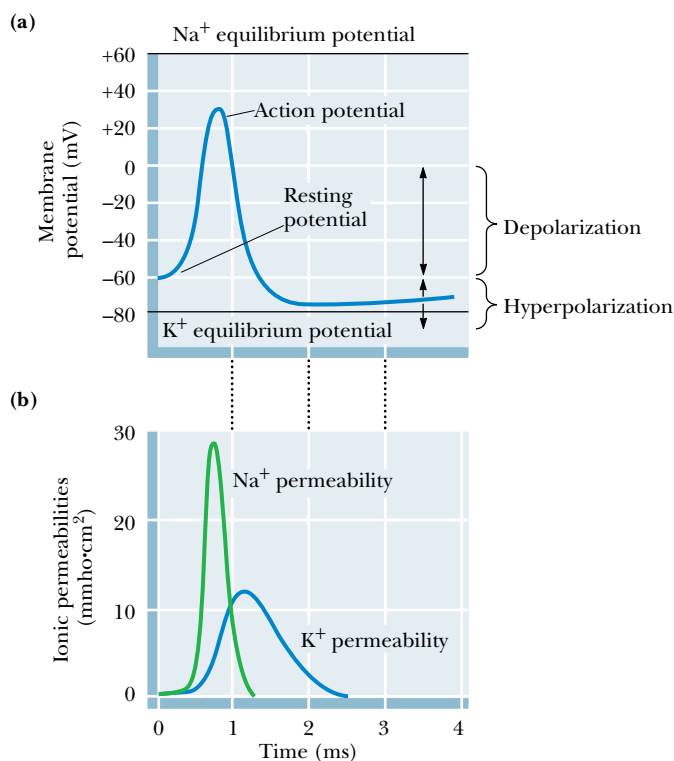 (a)
Na⁺ equilibrium potential
+60
+40
+20
0
−20
−40
−60
−80
Membrane
potential (mV)
Action potential
Resting
potential
K⁺ equilibrium potential
Depolarization
Hyperpolarization
(b)
30
20
10
0
Ionic permeabilities
(mmho•cm²)
Na⁺ permeability
K⁺ permeability
0 1 2 3 4
Time (ms)